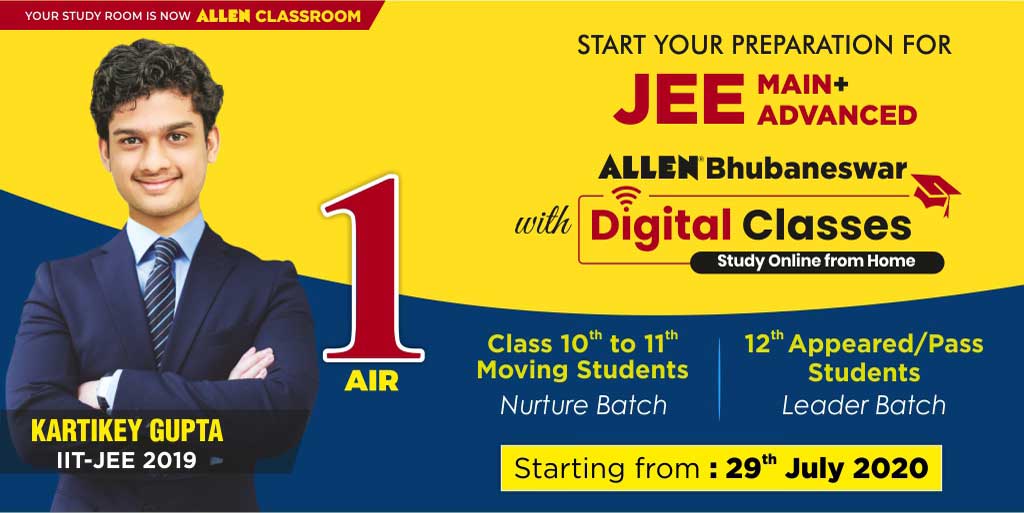 YOUR STUDY ROOM IS NOW ALLEN CLASSROOM
START YOUR PREPARATION FOR
JEE MAIN+
ADVANCED
ALLEN® Bhubaneswar
with Digital Classes
Study Online from Home
1
AIR
KARTIKEY GUPTA
IIT-JEE 2019
Class 10th to 11th
Moving Students
Nurture Batch
12th Appeared/Pass
Students
Leader Batch
Starting from : 29th July 2020